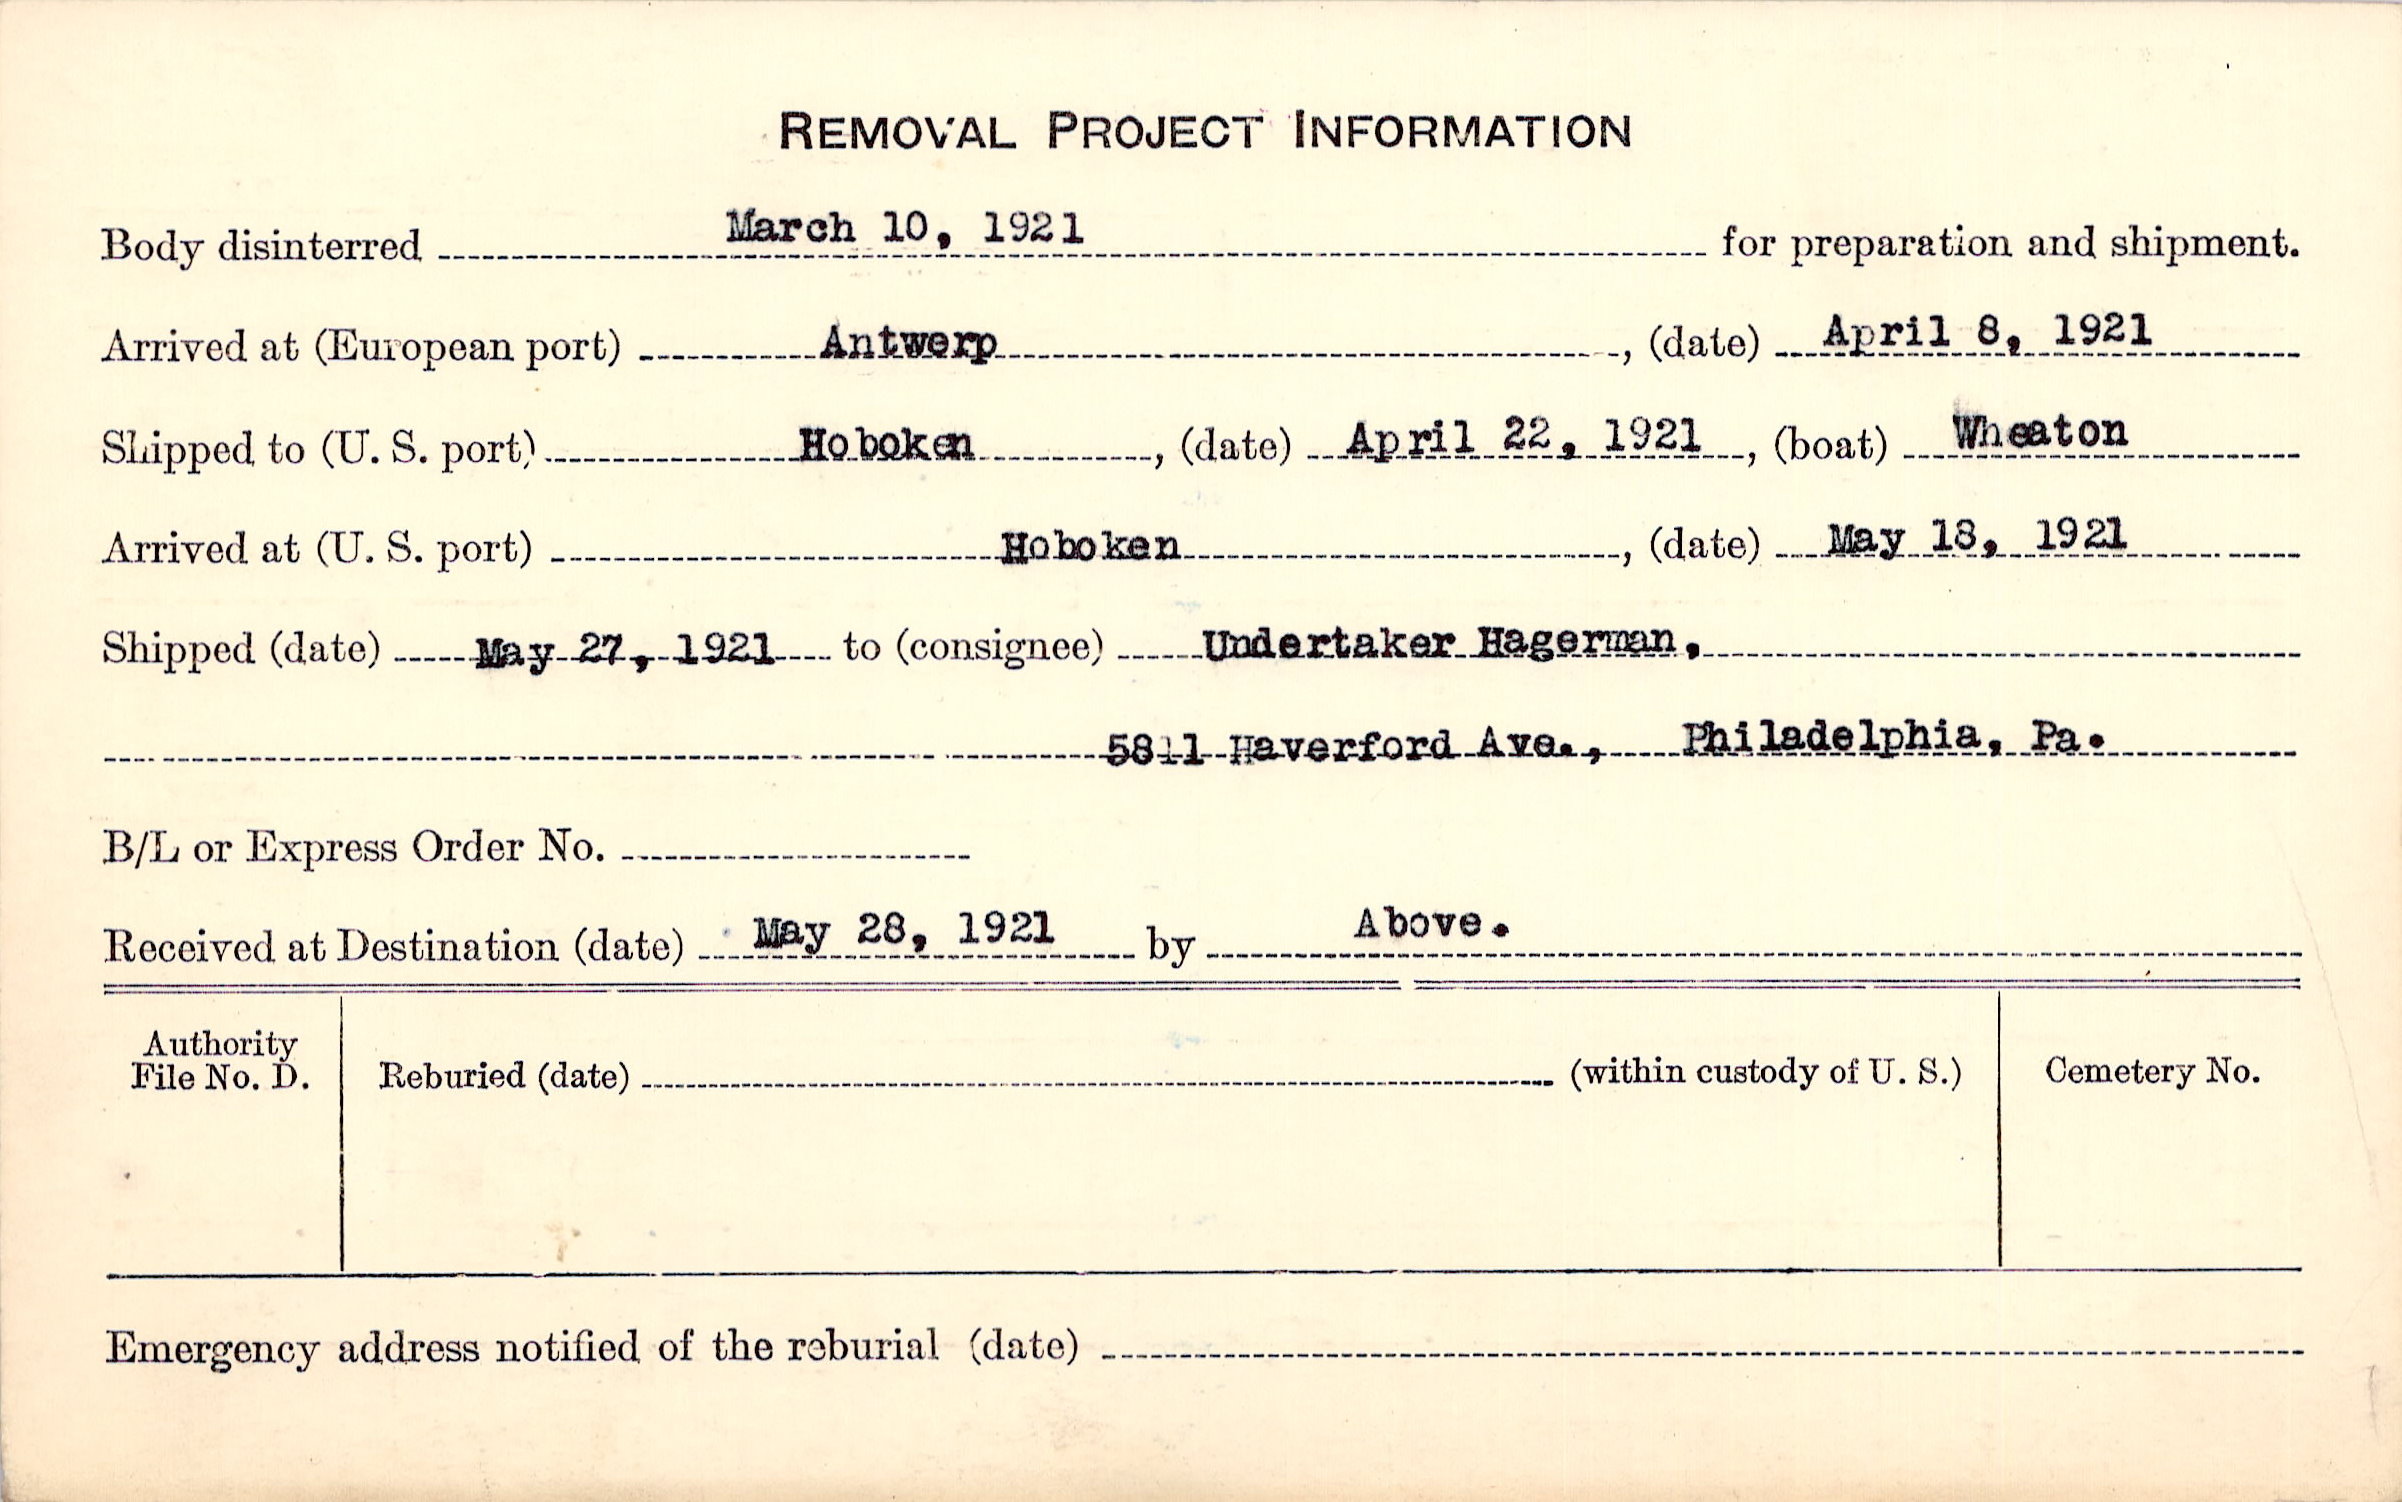 REMOVAL PROJECT INFORMATION
Body disinterred March 10, 1921 for preparation and shipment.
Arrived at (European port) Antwerp, (date) April 8, 1921
Shipped to (U. S. port) Hoboken, (date) April 22, 1921, (boat) Wheaton
Arrived at (U. S. port) Hoboken, (date) May 18, 1921
Shipped (date) May 27, 1921 to (consignee) Undertaker Hagerman,
5811 Haverford Ave., Philadelphia, Pa.
B/L or Express Order No.
Received at Destination (date) May 28, 1921 by Above.
Authority
File No. D.
Reburied (date) (within custody of U. S.)
Cemetery No.
Emergency address notified of the reburial (date)